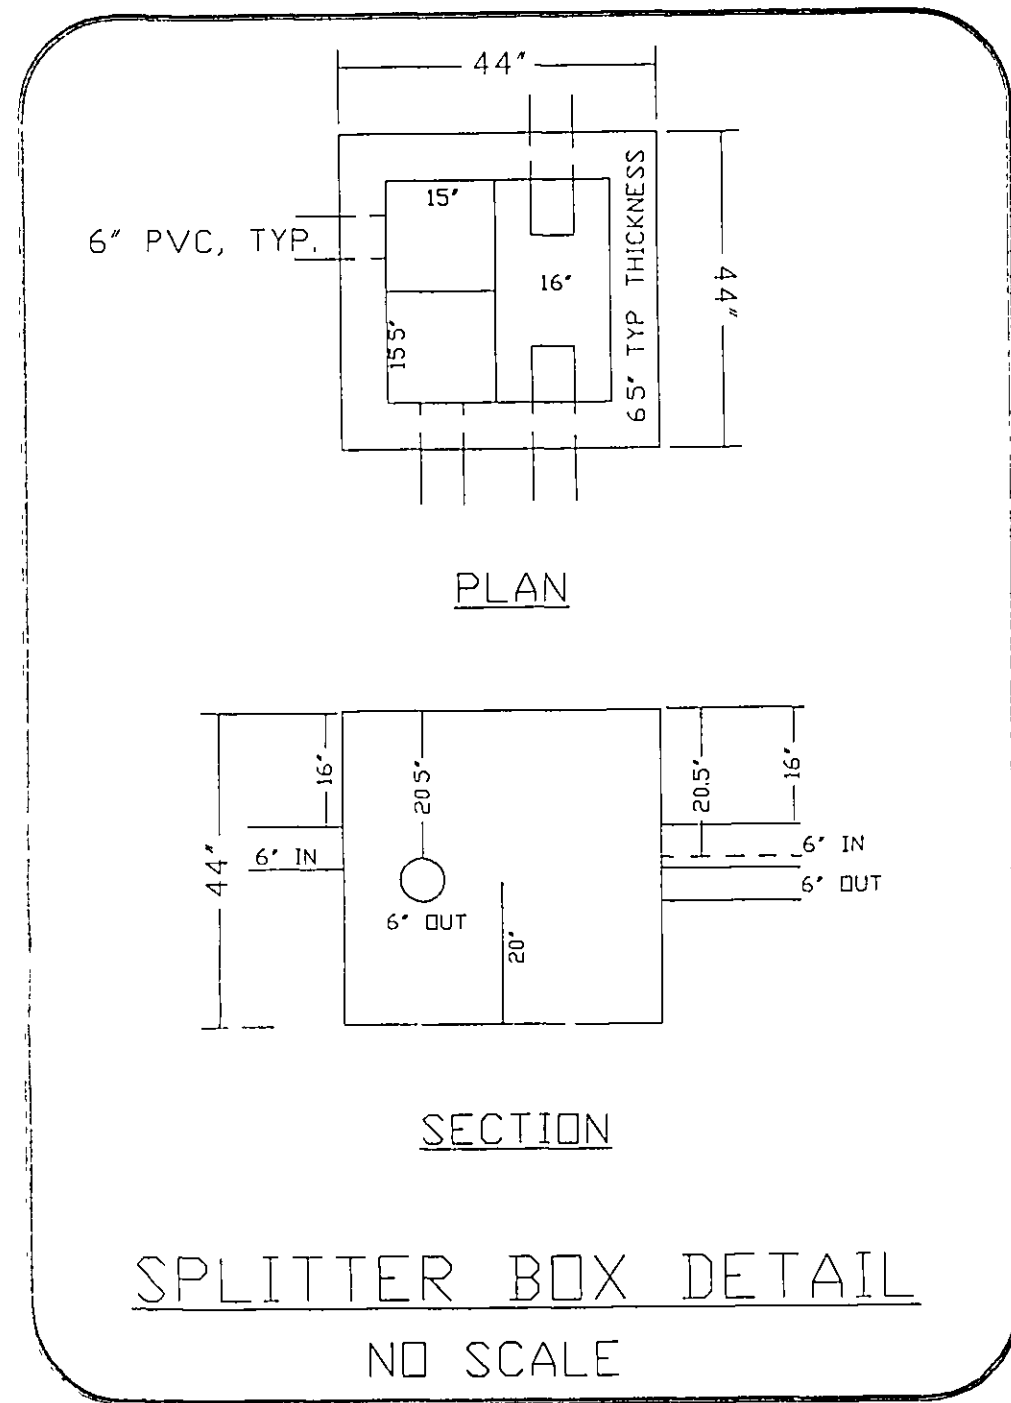 44"
15"
6" PVC, TYP.
16"
15 5"
6 5" TYP THICKNESS
44"
PLAN
16"
20 5"
20.5"
16"
44"
6" IN
6" IN
6" OUT
6" OUT
20"
SECTION
SPLITTER BOX DETAIL
NO SCALE